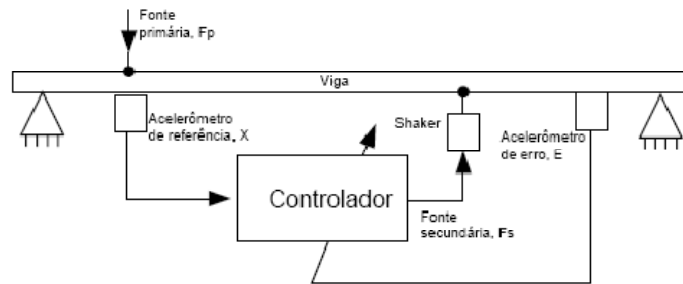 Fonte
primária, Fp
Viga
Acelerômetro
de referência, X
Shaker
Acelerômetro
de erro, E
Controlador
Fonte
secundária, Fs